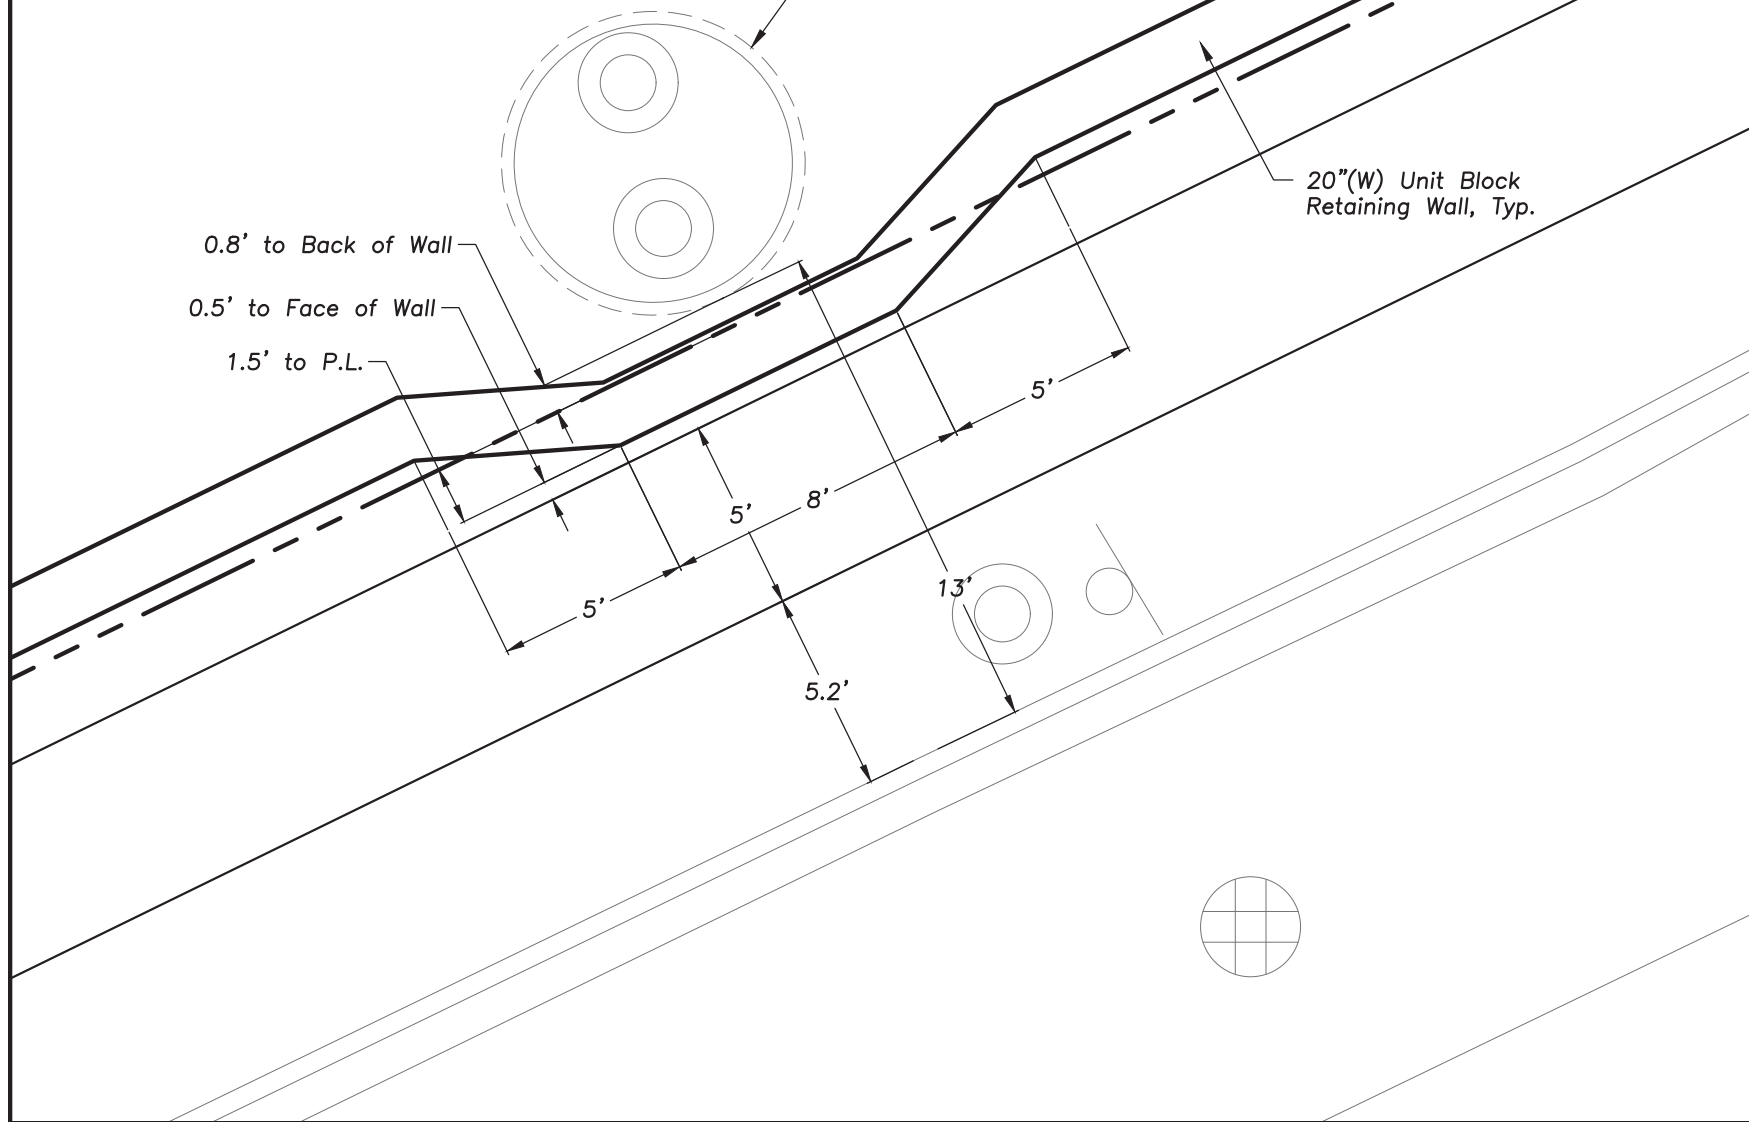 20"(W) Unit Block
Retaining Wall, Typ.
0.8' to Back of Wall
0.5' to Face of Wall
1.5' to P.L.
5'
8'
5'
13'
5'
5.2'